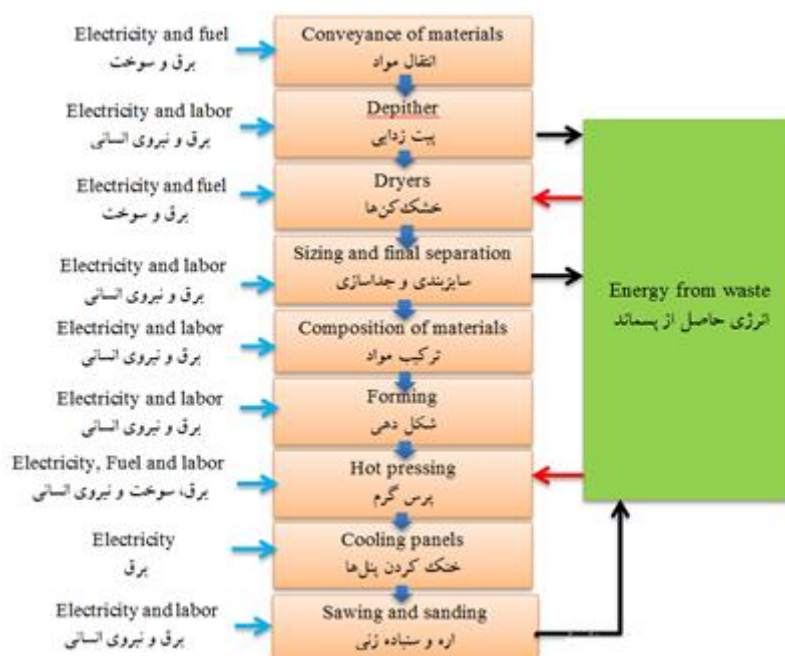 Electricity and fuel
برق و سوخت
Conveyance of materials
انتقال مواد
Electricity and labor
برق و نیروی انسانی
Depither
پیت زدایی
Electricity and fuel
برق و سوخت
Dryers
خشک‌کن‌ها
Electricity and labor
برق و نیروی انسانی
Sizing and final separation
سایزبندی و جداسازی
Energy from waste
انرژی حاصل از پسماند
Electricity and labor
برق و نیروی انسانی
Composition of materials
ترکیب مواد
Electricity and labor
برق و نیروی انسانی
Forming
شکل دهی
Electricity, Fuel and labor
برق، سوخت و نیروی انسانی
Hot pressing
پرس گرم
Electricity
برق
Cooling panels
خنک کردن پنل‌ها
Electricity and labor
برق و نیروی انسانی
Sawing and sanding
اره و سنباده زنی